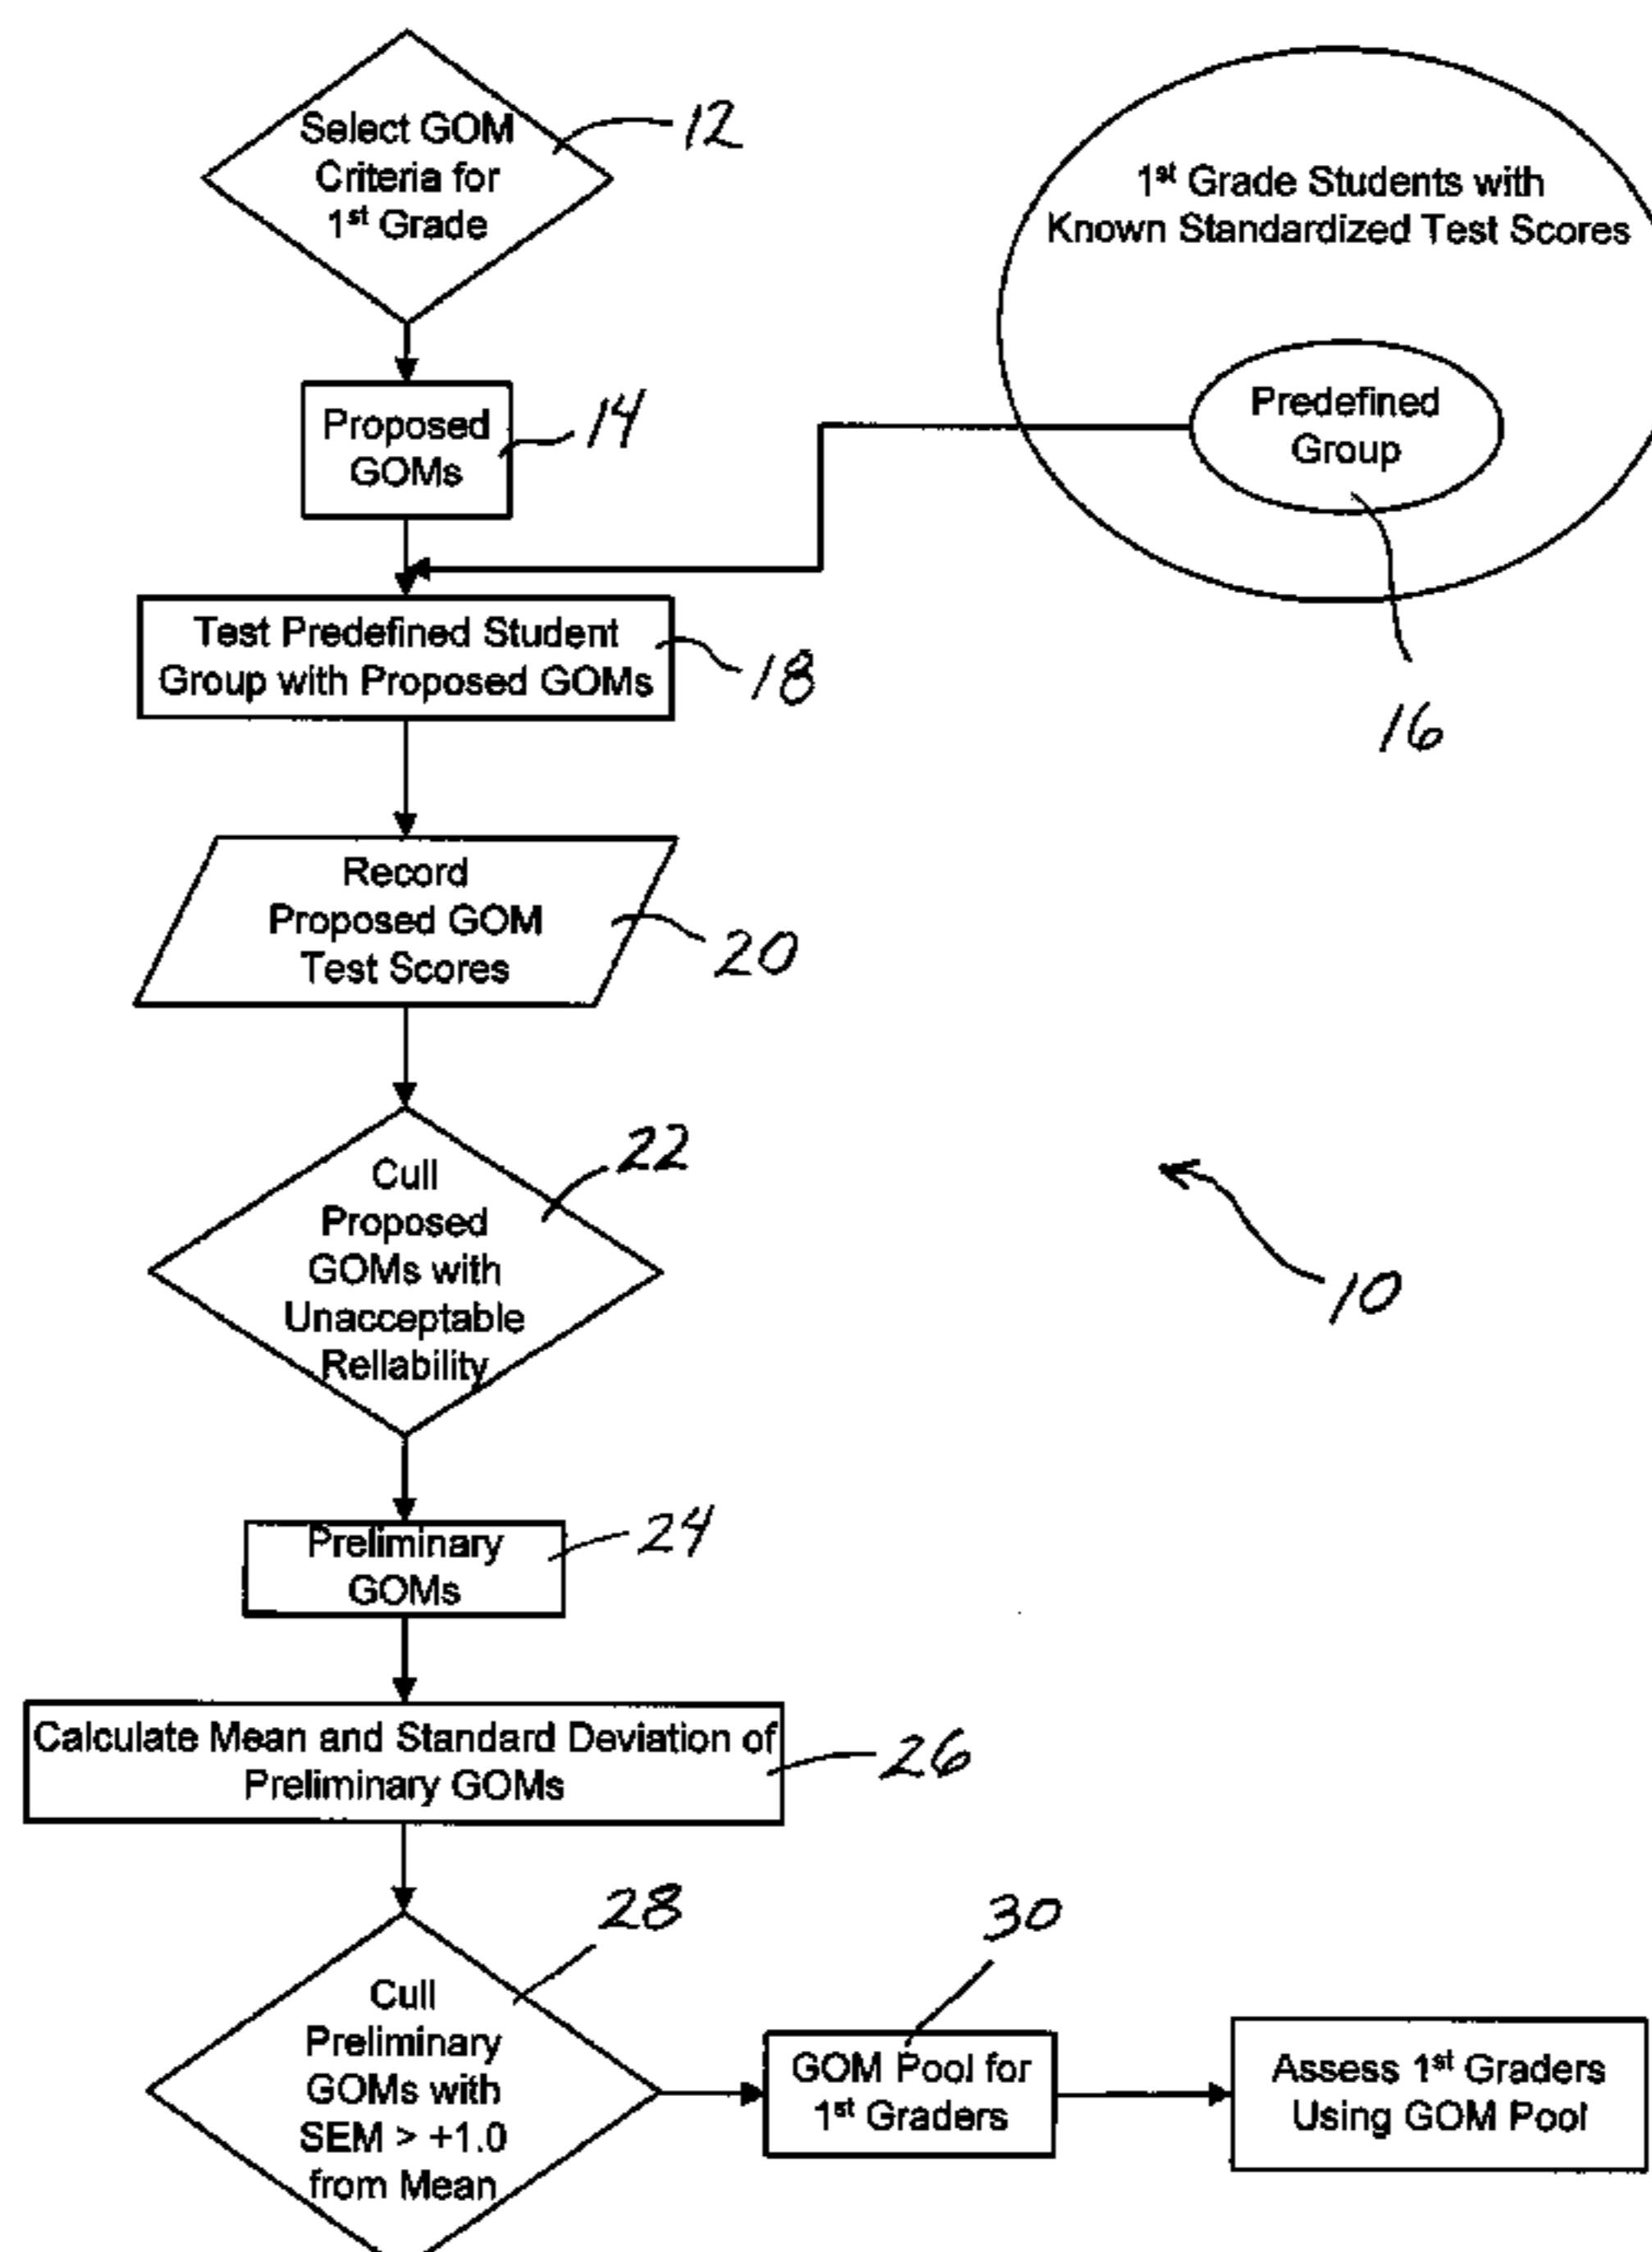 Select GOM
Criteria for
1st Grade
12
1st Grade Students with
Known Standardized Test Scores
Proposed
GOMs
14
Predefined
Group
16
Test Predefined Student
Group with Proposed GOMs
18
Record
Proposed GOM
Test Scores
20
Cull
Proposed
GOMs with
Unacceptable
Reliability
22
10
Preliminary
GOMs
24
Calculate Mean and Standard Deviation of
Preliminary GOMs
26
Cull
Preliminary
GOMs with
SEM > +1.0
from Mean
28
30
GOM Pool for
1st Graders
Assess 1st Graders
Using GOM Pool